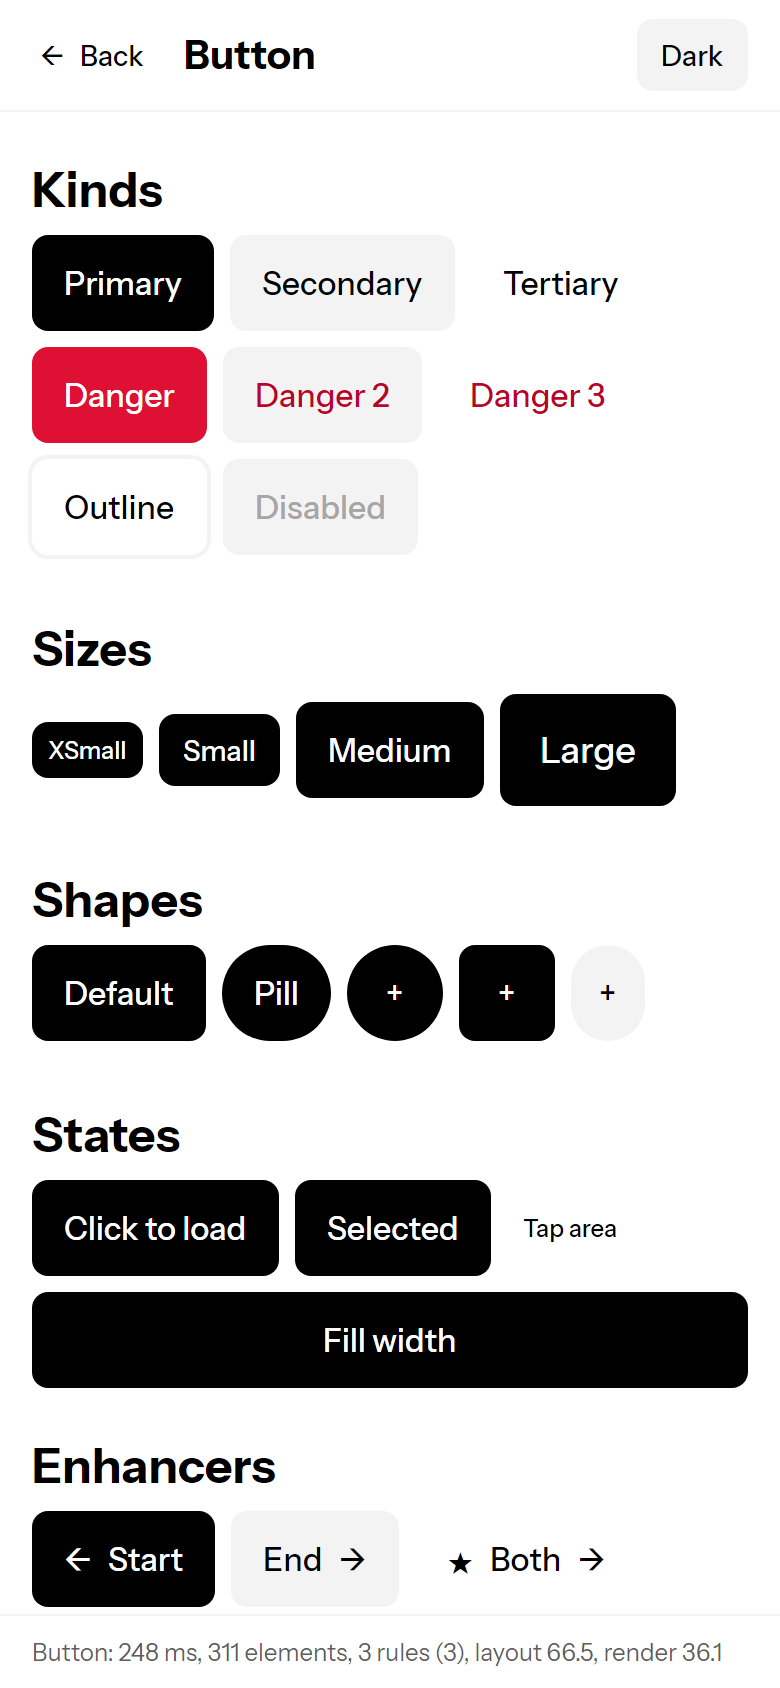 ← Back Button Dark
Kinds
Primary Secondary Tertiary
Danger Danger 2 Danger 3
Outline Disabled
Sizes
XSmall Small Medium Large
Shapes
Default Pill + + +
States
Click to load Selected Tap area
Fill width
Enhancers
← Start End → ★ Both →
Button: 248 ms, 311 elements, 3 rules (3), layout 66.5, render 36.1